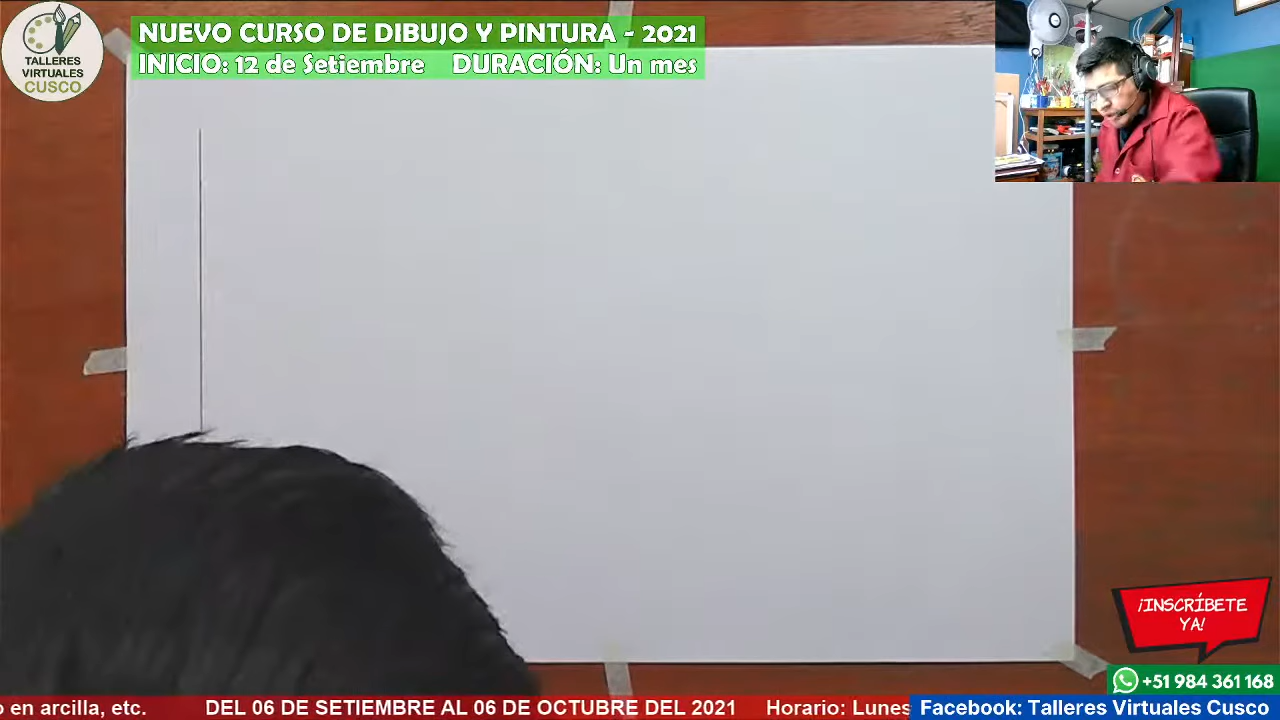 TALLERES
VIRTUALES
CUSCO
NUEVO CURSO DE DIBUJO Y PINTURA - 2021
INICIO: 12 de Setiembre DURACIÓN: Un mes
¡INSCRÍBETE
YA!
+51 984 361 168
o en arcilla, etc. DEL 06 DE SETIEMBRE AL 06 DE OCTUBRE DEL 2021 Horario: Lunes
Facebook: Talleres Virtuales Cusco